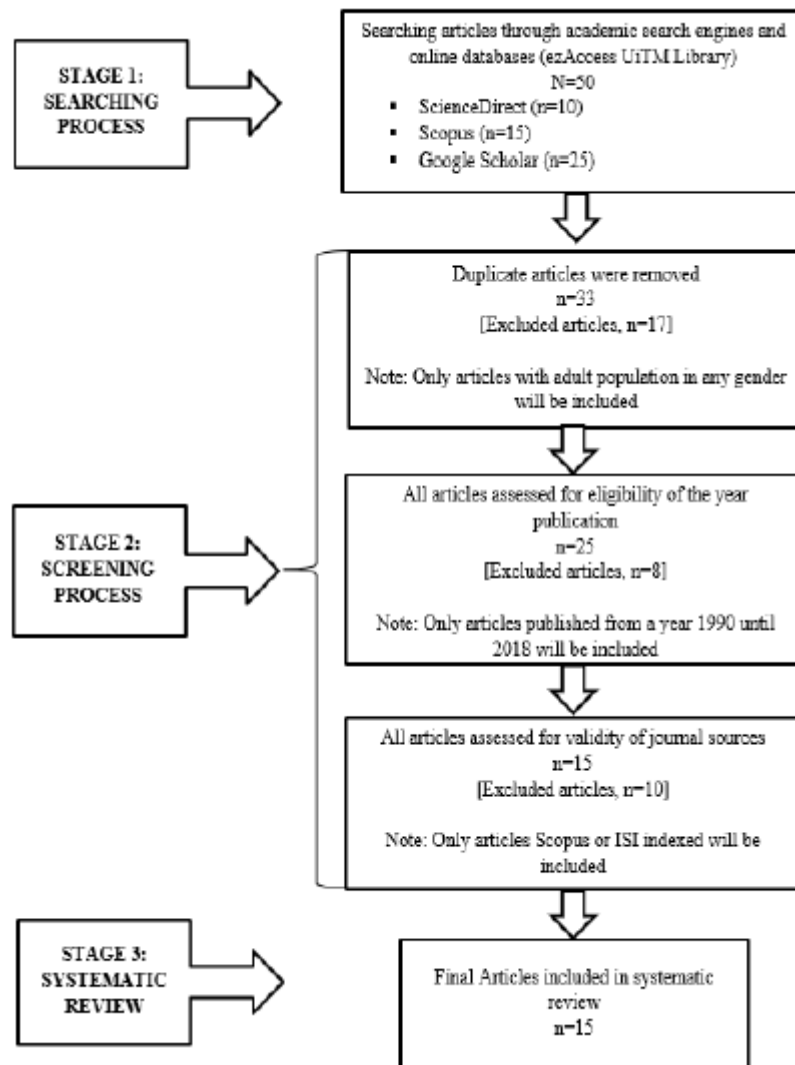 STAGE 1:
SEARCHING
PROCESS
Searching articles through academic search engines and
online databases (ezAccess UiTM Library)
N=50
▪ ScienceDirect (n=10)
▪ Scopus (n=15)
▪ Google Scholar (n=25)
STAGE 2:
SCREENING
PROCESS
Duplicate articles were removed
n=33
[Excluded articles, n=17]
Note: Only articles with adult population in any gender
will be included
All articles assessed for eligibility of the year
publication
n=25
[Excluded articles, n=8]
Note: Only articles published from a year 1990 until
2018 will be included
All articles assessed for validity of journal sources
n=15
[Excluded articles, n=10]
Note: Only articles Scopus or ISI indexed will be
included
STAGE 3:
SYSTEMATIC
REVIEW
Final Articles included in systematic
review
n=15